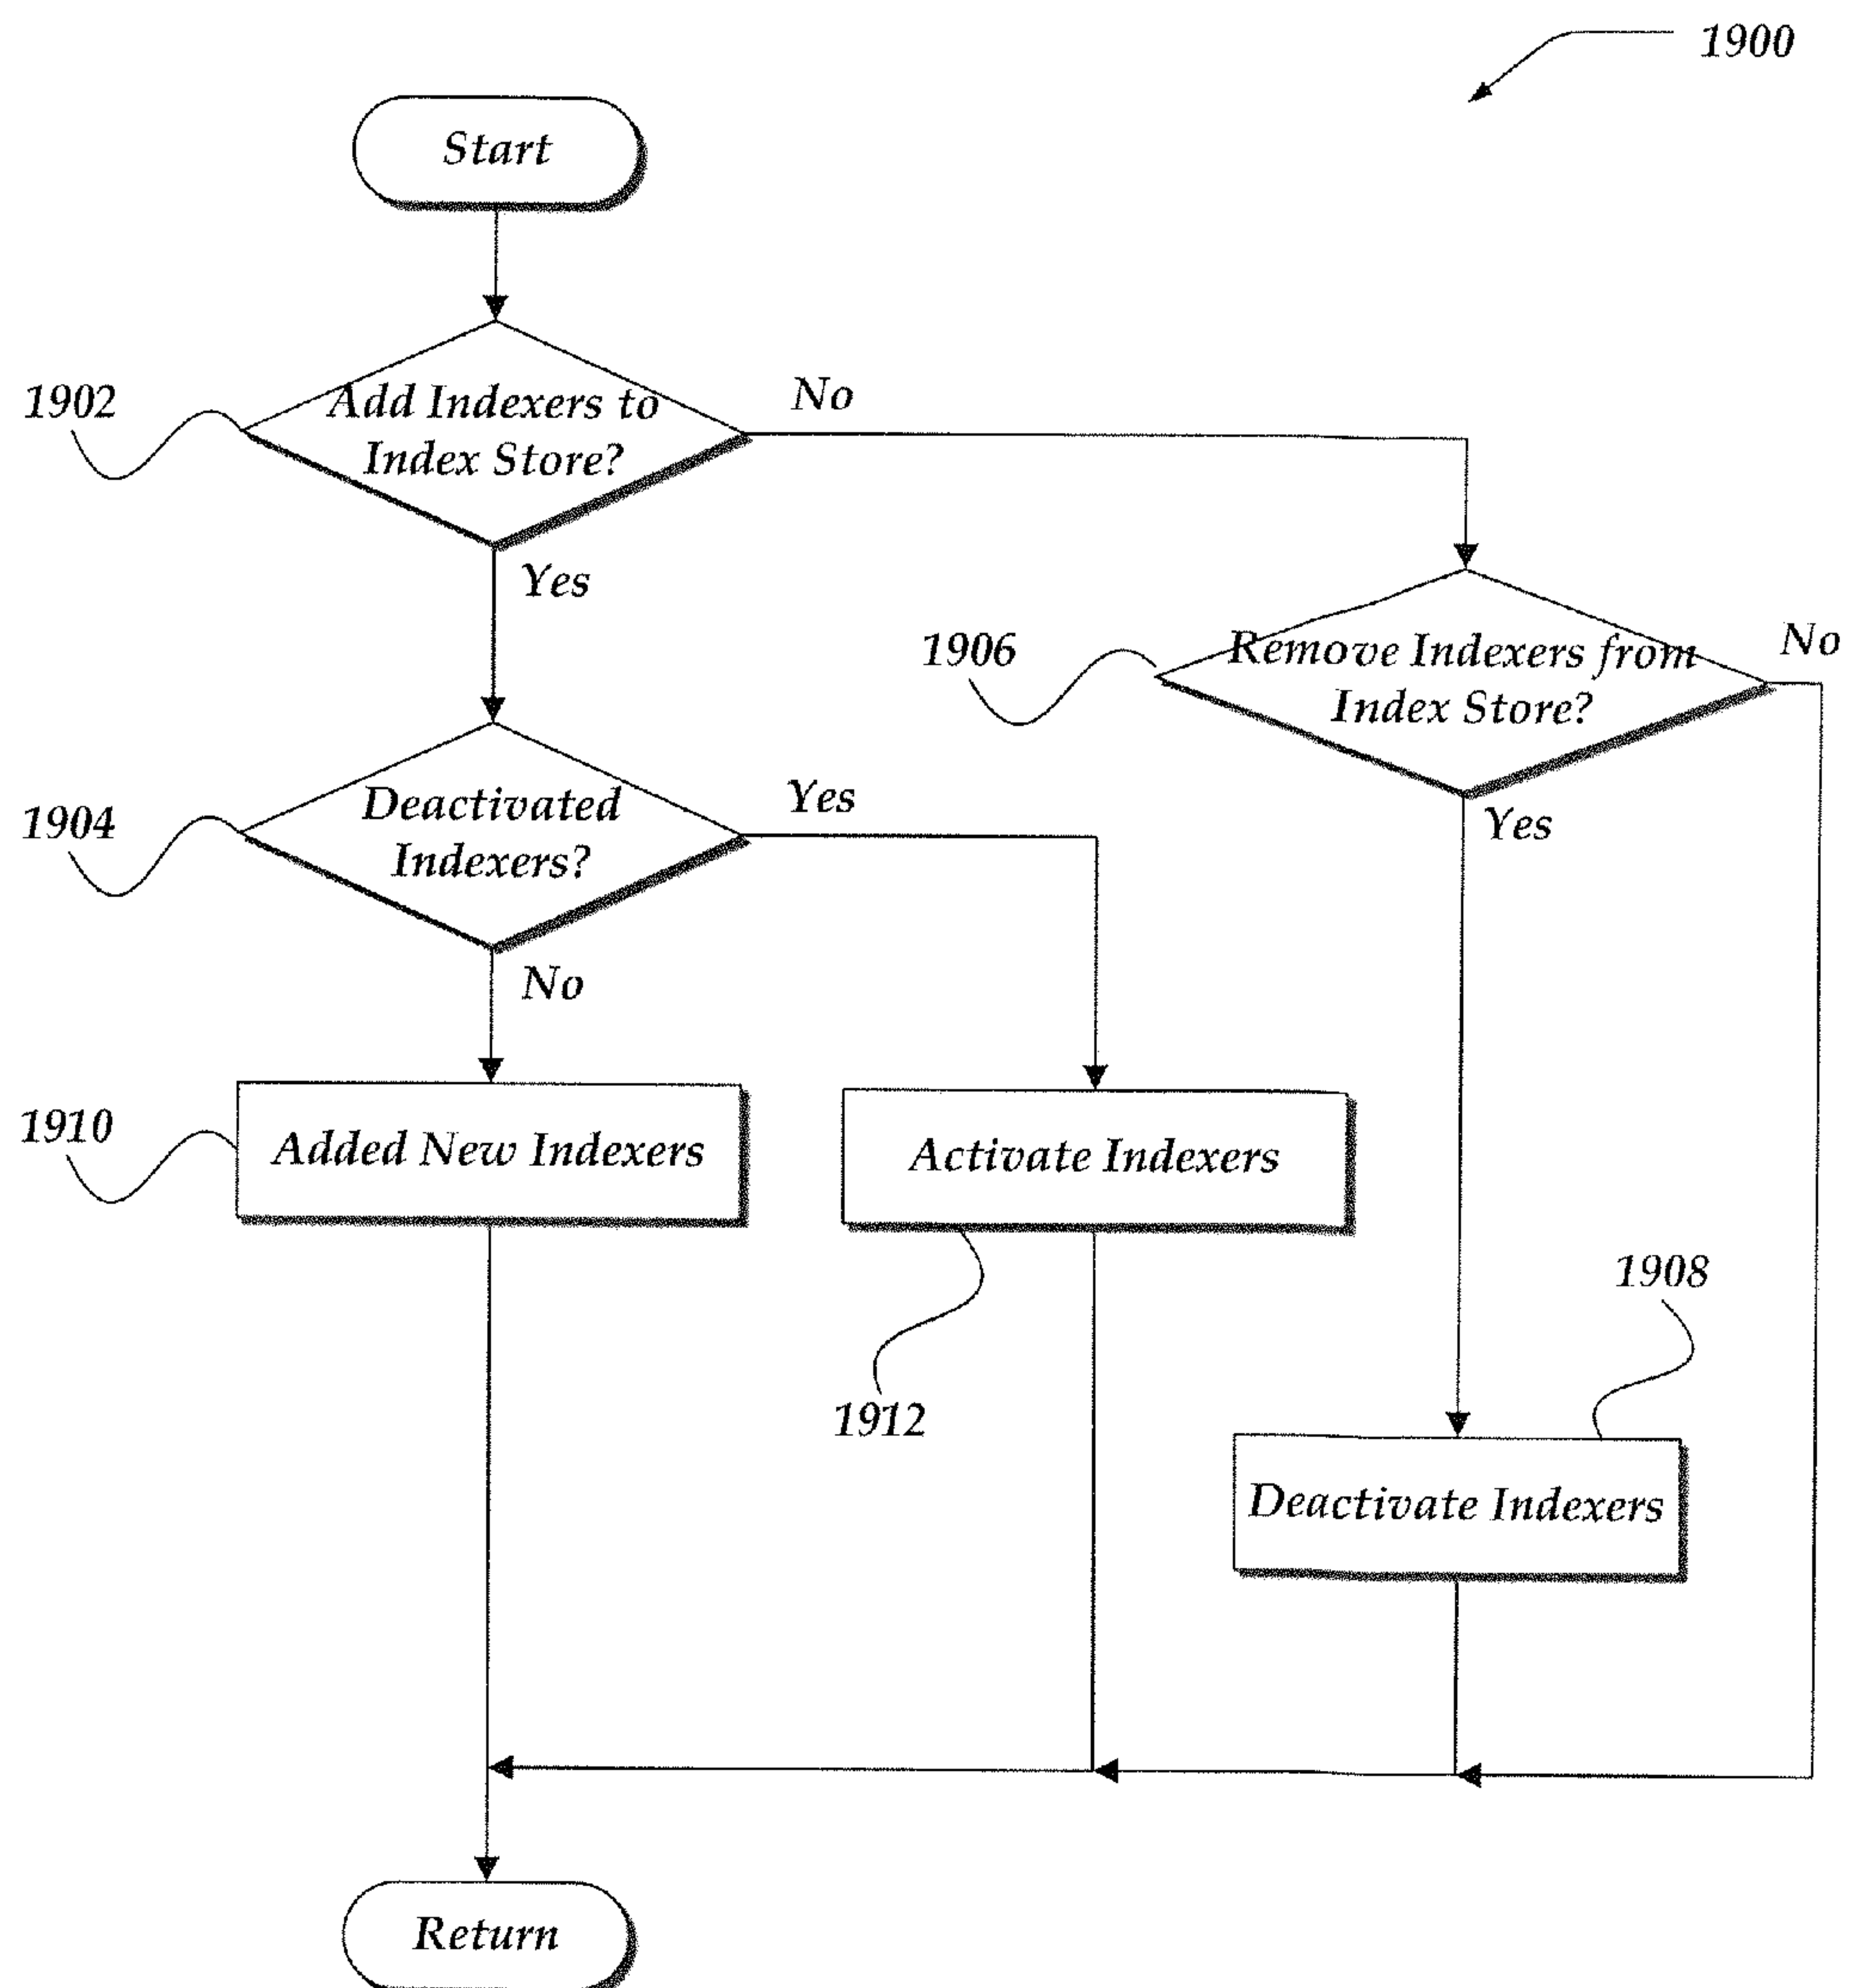 1900
Start
1902
Add Indexers to
Index Store?
No
Yes
1906
Remove Indexers from
Index Store?
No
Yes
1904
Deactivated
Indexers?
Yes
No
1910
Added New Indexers
Activate Indexers
1912
1908
Deactivate Indexers
Return